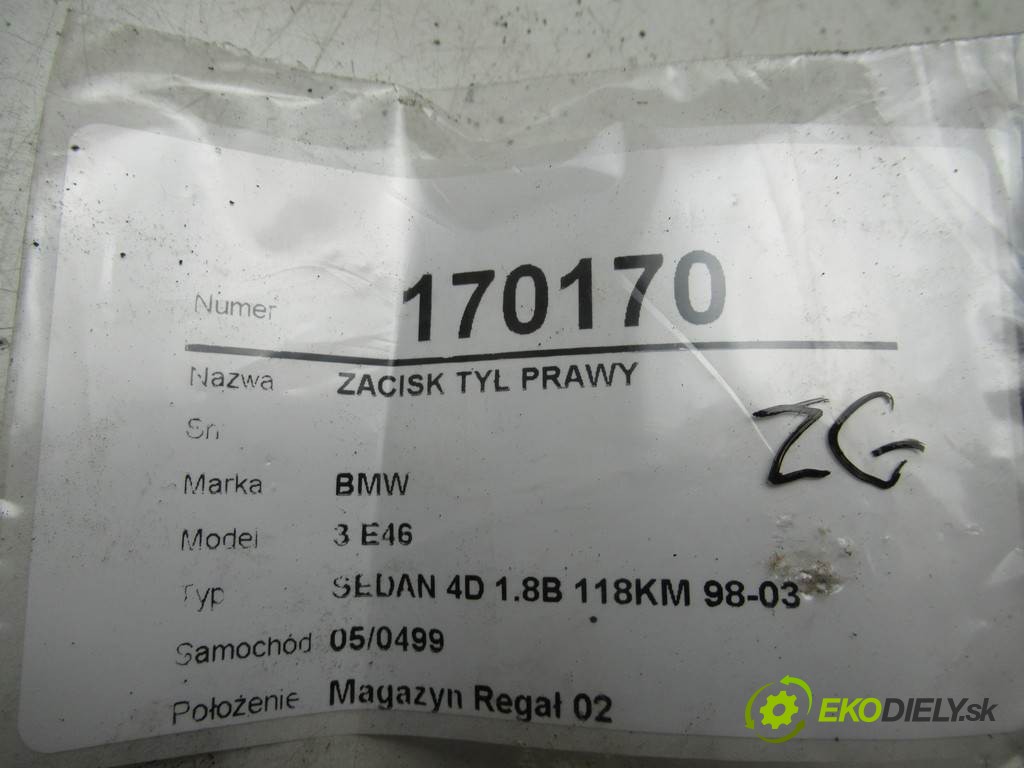 Numer 170170
Nazwa ZACISK TYL PRAWY
Sn
ZG
Marka BMW
Model 3 E46
Typ SEDAN 4D 1.8B 118KM 98-03
Samochód 05/0499
Położenie Magazyn Regał 02
EKODIELY.sk